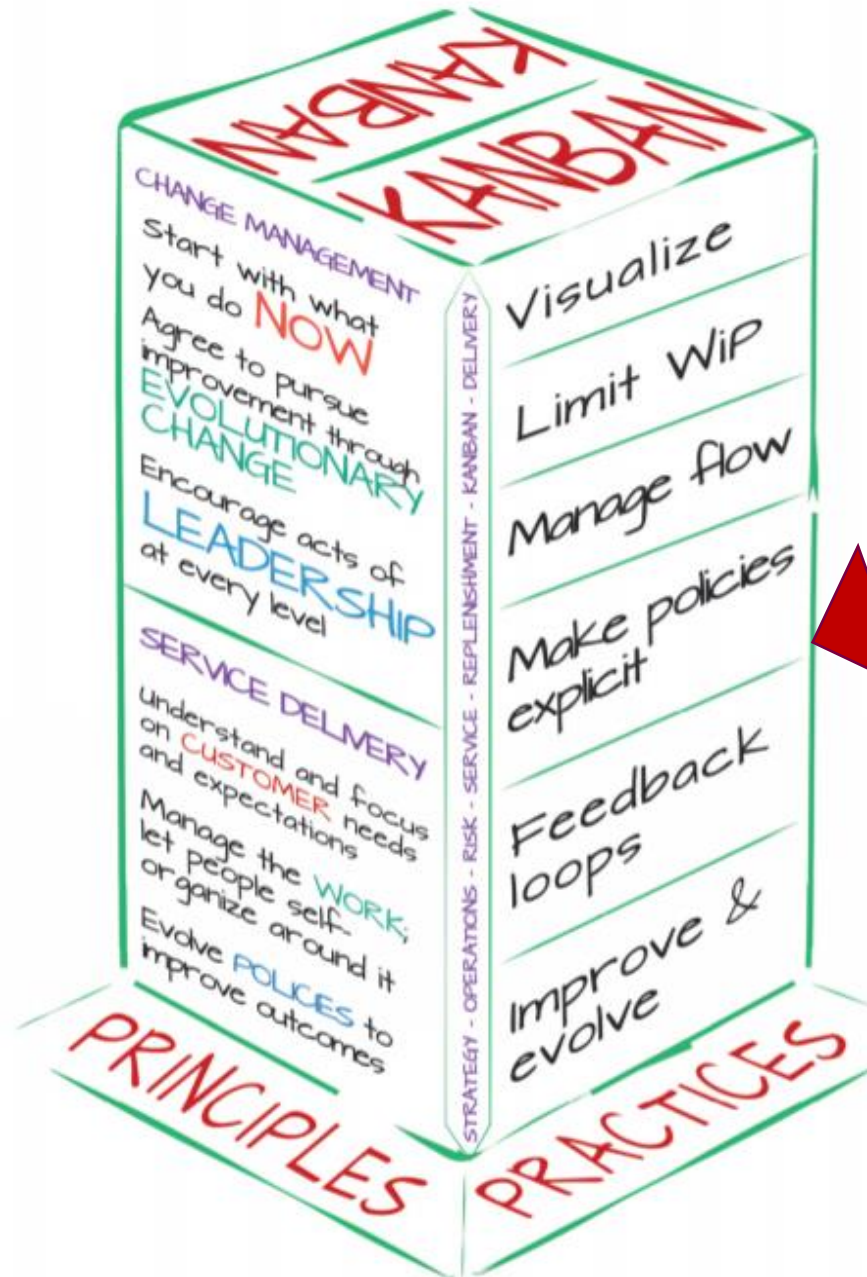 KANBAN
KANBAN
CHANGE MANAGEMENT
Start with what
you do NOW
Agree to pursue
improvement through
EVOLUTIONARY
CHANGE
Encourage acts of
LEADERSHIP
at every level
SERVICE DELIVERY
Understand and focus
on CUSTOMER needs
and expectations
Manage the WORK;
let people self-
organize around it
Evolve POLICIES to
improve outcomes
STRATEGY - OPERATIONS - RISK - SERVICE - REPLENISHMENT - KANBAN - DELIVERY
Visualize
Limit WiP
Manage flow
Make policies
explicit
Feedback
loops
Improve &
evolve
PRINCIPLES
PRACTICES